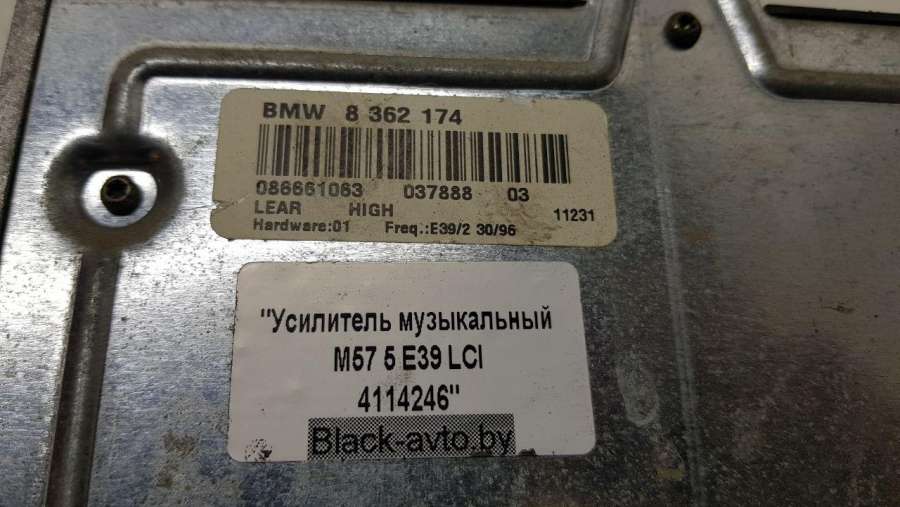 BMW 8 362 174
086661063 037888 03
LEAR HIGH 11231
Hardware:01 Freq.:E39/2 30/96
"Усилитель музыкальный
M57 5 E39 LCI
4114246"
Black-avto.by